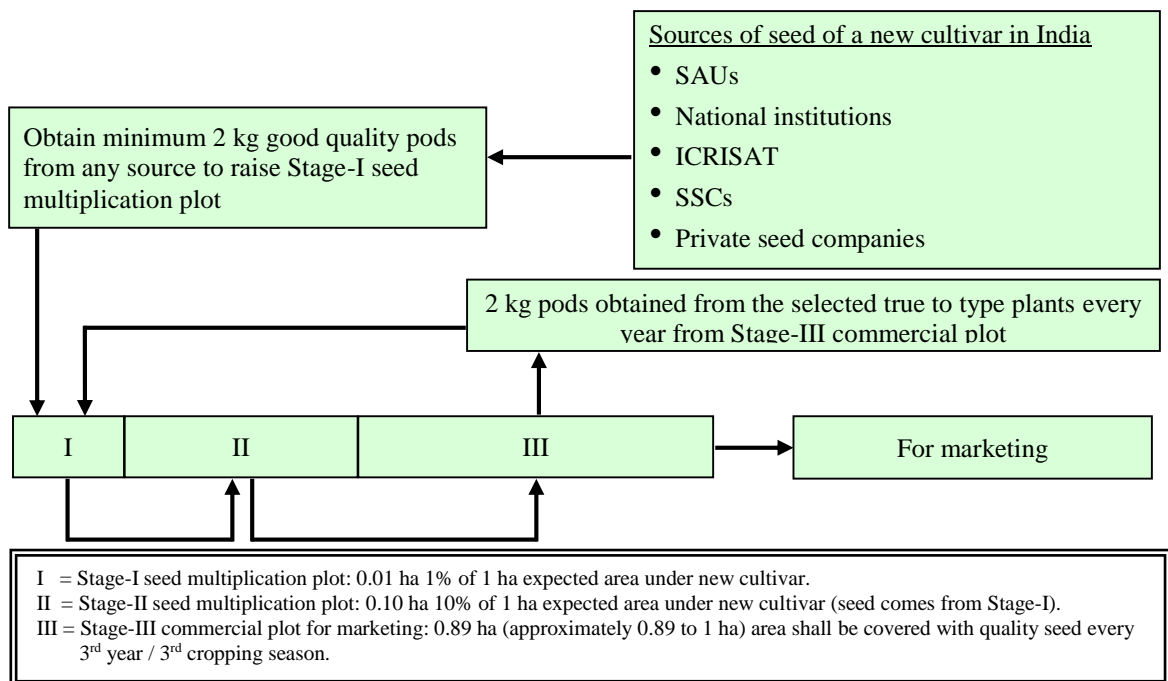 Sources of seed of a new cultivar in India
• SAUs
• National institutions
• ICRISAT
• SSCs
• Private seed companies
Obtain minimum 2 kg good quality pods
from any source to raise Stage-I seed
multiplication plot
2 kg pods obtained from the selected true to type plants every
year from Stage-III commercial plot
I
II
III
For marketing
I = Stage-I seed multiplication plot: 0.01 ha 1% of 1 ha expected area under new cultivar.
II = Stage-II seed multiplication plot: 0.10 ha 10% of 1 ha expected area under new cultivar (seed comes from Stage-I).
III = Stage-III commercial plot for marketing: 0.89 ha (approximately 0.89 to 1 ha) area shall be covered with quality seed every
3rd year / 3rd cropping season.